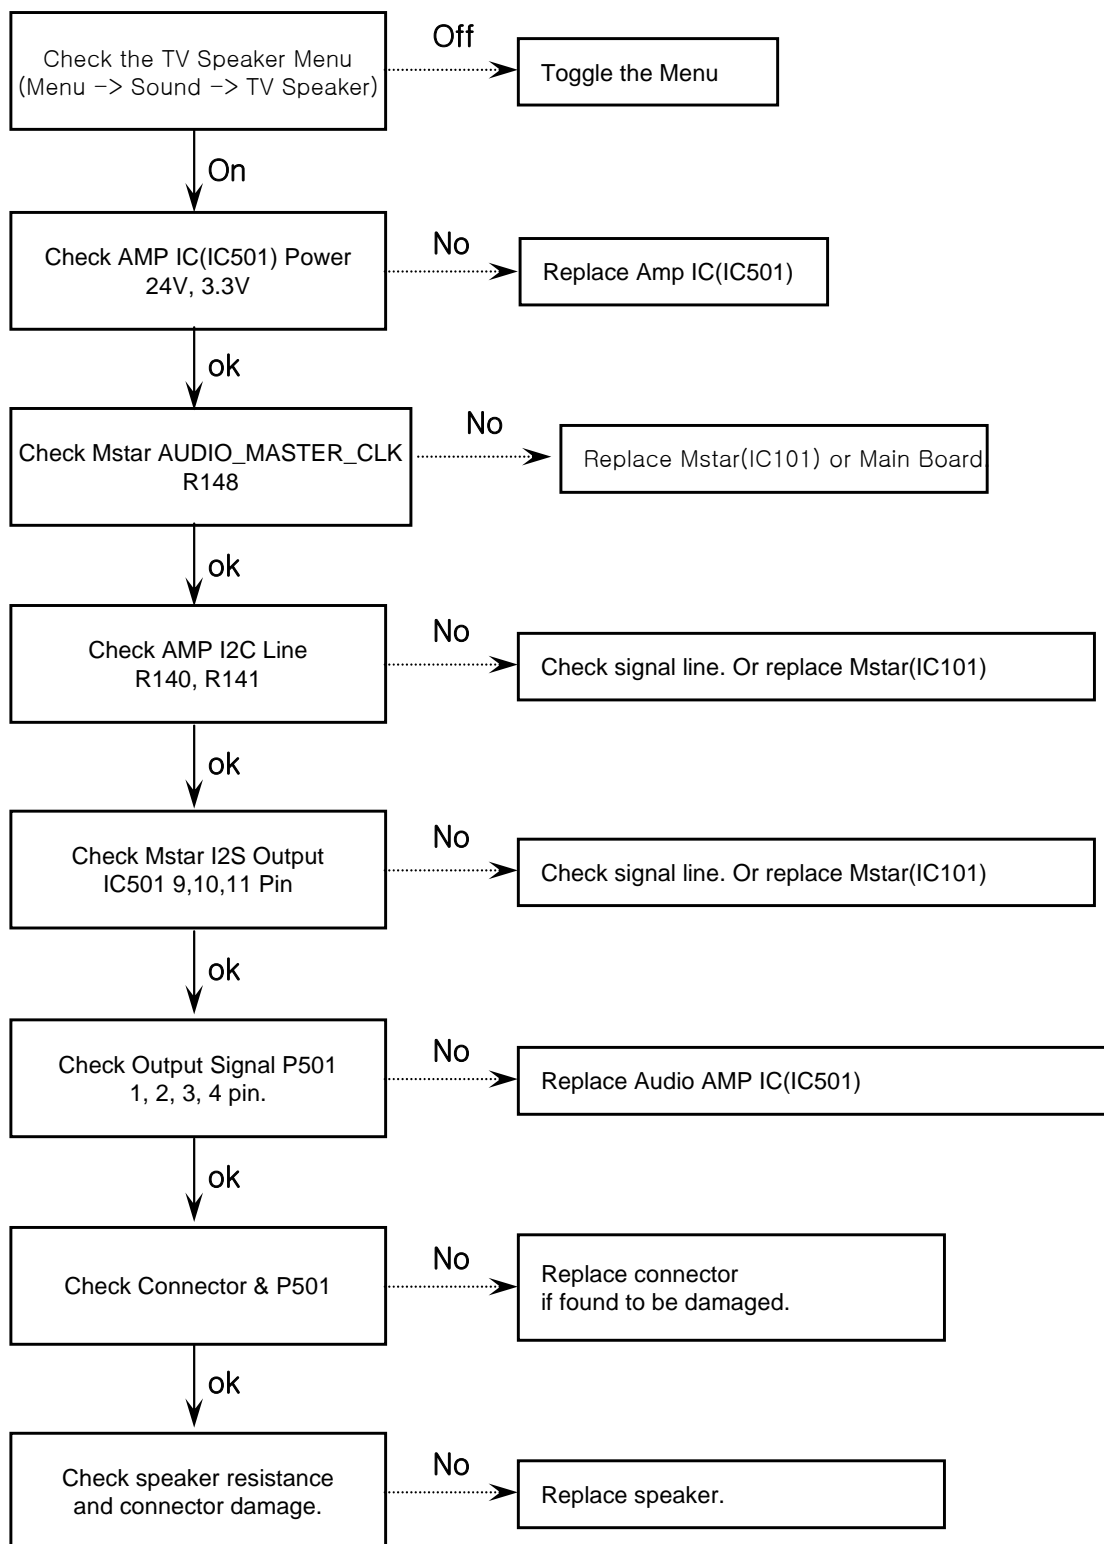 Check the TV Speaker Menu
(Menu -> Sound -> TV Speaker)
Off
Toggle the Menu
On
Check AMP IC(IC501) Power
24V, 3.3V
No
Replace Amp IC(IC501)
ok
Check Mstar AUDIO_MASTER_CLK
R148
No
Replace Mstar(IC101) or Main Board.
ok
Check AMP I2C Line
R140, R141
No
Check signal line. Or replace Mstar(IC101)
ok
Check Mstar I2S Output
IC501 9,10,11 Pin
No
Check signal line. Or replace Mstar(IC101)
ok
Check Output Signal P501
1, 2, 3, 4 pin.
No
Replace Audio AMP IC(IC501)
ok
Check Connector & P501
No
Replace connector
if found to be damaged.
ok
Check speaker resistance
and connector damage.
No
Replace speaker.